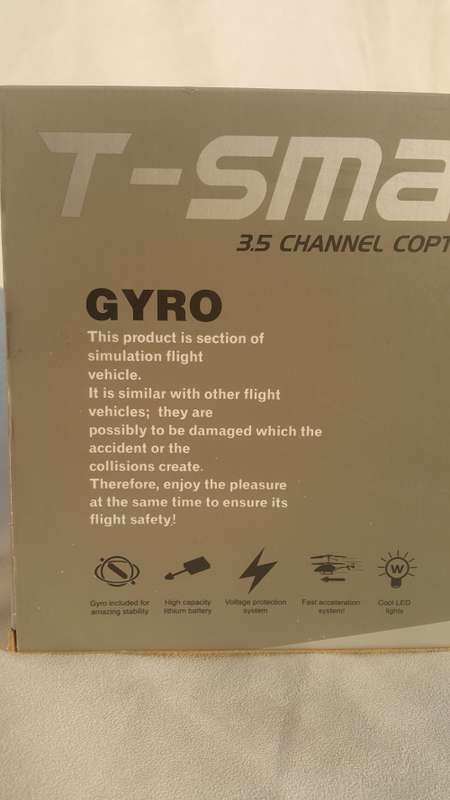 T-SMA
3.5 CHANNEL COPT
GYRO
This product is section of
simulation flight
vehicle.
It is similar with other flight
vehicles; they are
possibly to be damaged which the
accident or the
collisions create.
Therefore, enjoy the pleasure
at the same time to ensure its
flight safety!
W
Gyro included for amazing stability
High capacity lithium battery
Voltage protection system
Fast acceleration system!
Cool LED lights